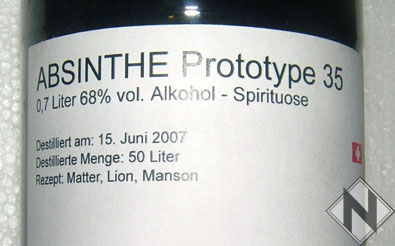 ABSINTHE Prototype 35
0,7 Liter 68% vol. Alkohol - Spirituose
Destilliert am: 15. Juni 2007
Destillierte Menge: 50 Liter
Rezept: Matter, Lion, Manson
N